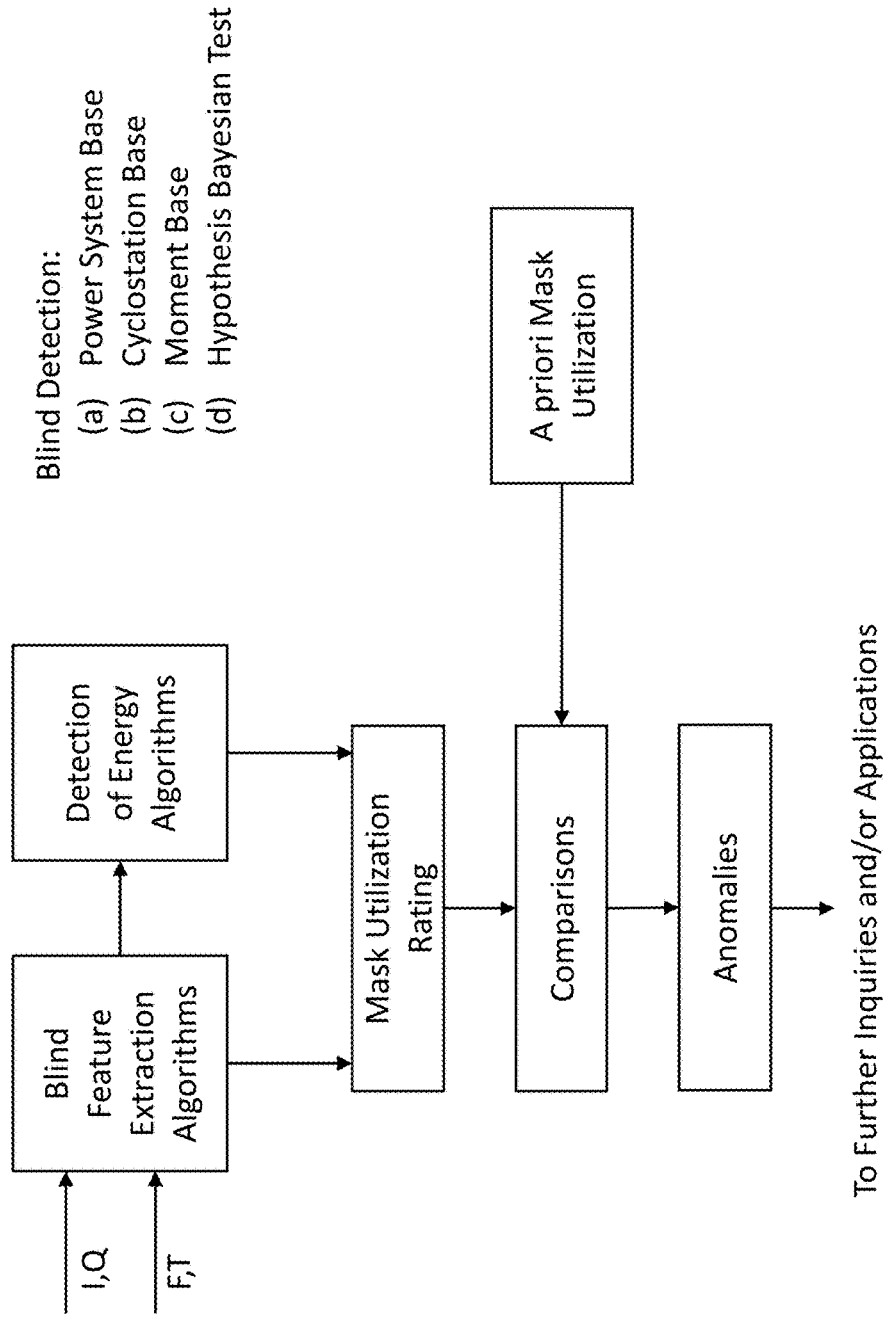 Blind Detection:
(a) Power System Base
(b) Cyclostation Base
(c) Moment Base
(d) Hypothesis Bayesian Test
I,Q
F,T
Blind
Feature
Extraction
Algorithms
Detection
of Energy
Algorithms
Mask Utilization
Rating
Comparisons
A priori Mask
Utilization
Anomalies
To Further Inquiries and/or Applications